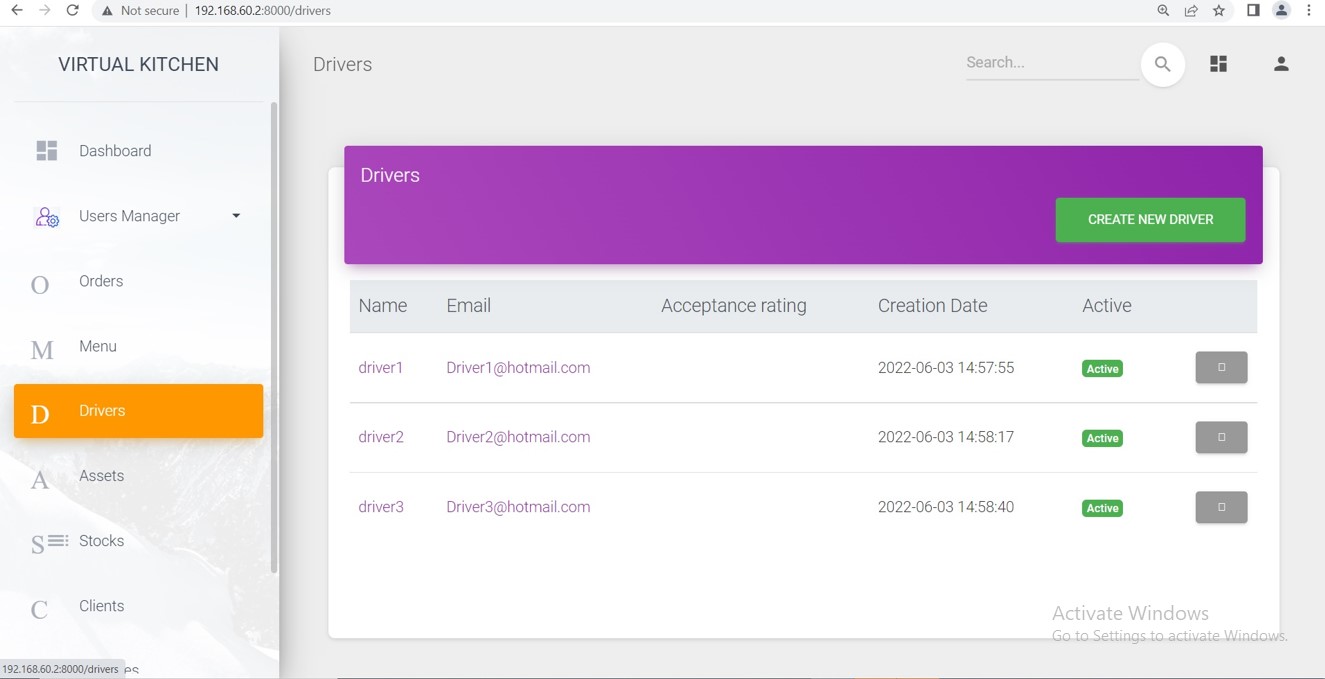 Not secure | 192.168.60.2:8000/drivers
VIRTUAL KITCHEN
Dashboard
Users Manager
O Orders
M Menu
D Drivers
A Assets
S Stocks
C Clients
192.168.60.2:8000/drivers
Drivers
Search...
Drivers
CREATE NEW DRIVER
Name Email Acceptance rating Creation Date Active
driver1 Driver1@hotmail.com 2022-06-03 14:57:55 Active
driver2 Driver2@hotmail.com 2022-06-03 14:58:17 Active
driver3 Driver3@hotmail.com 2022-06-03 14:58:40 Active
Activate Windows
Go to Settings to activate Windows.